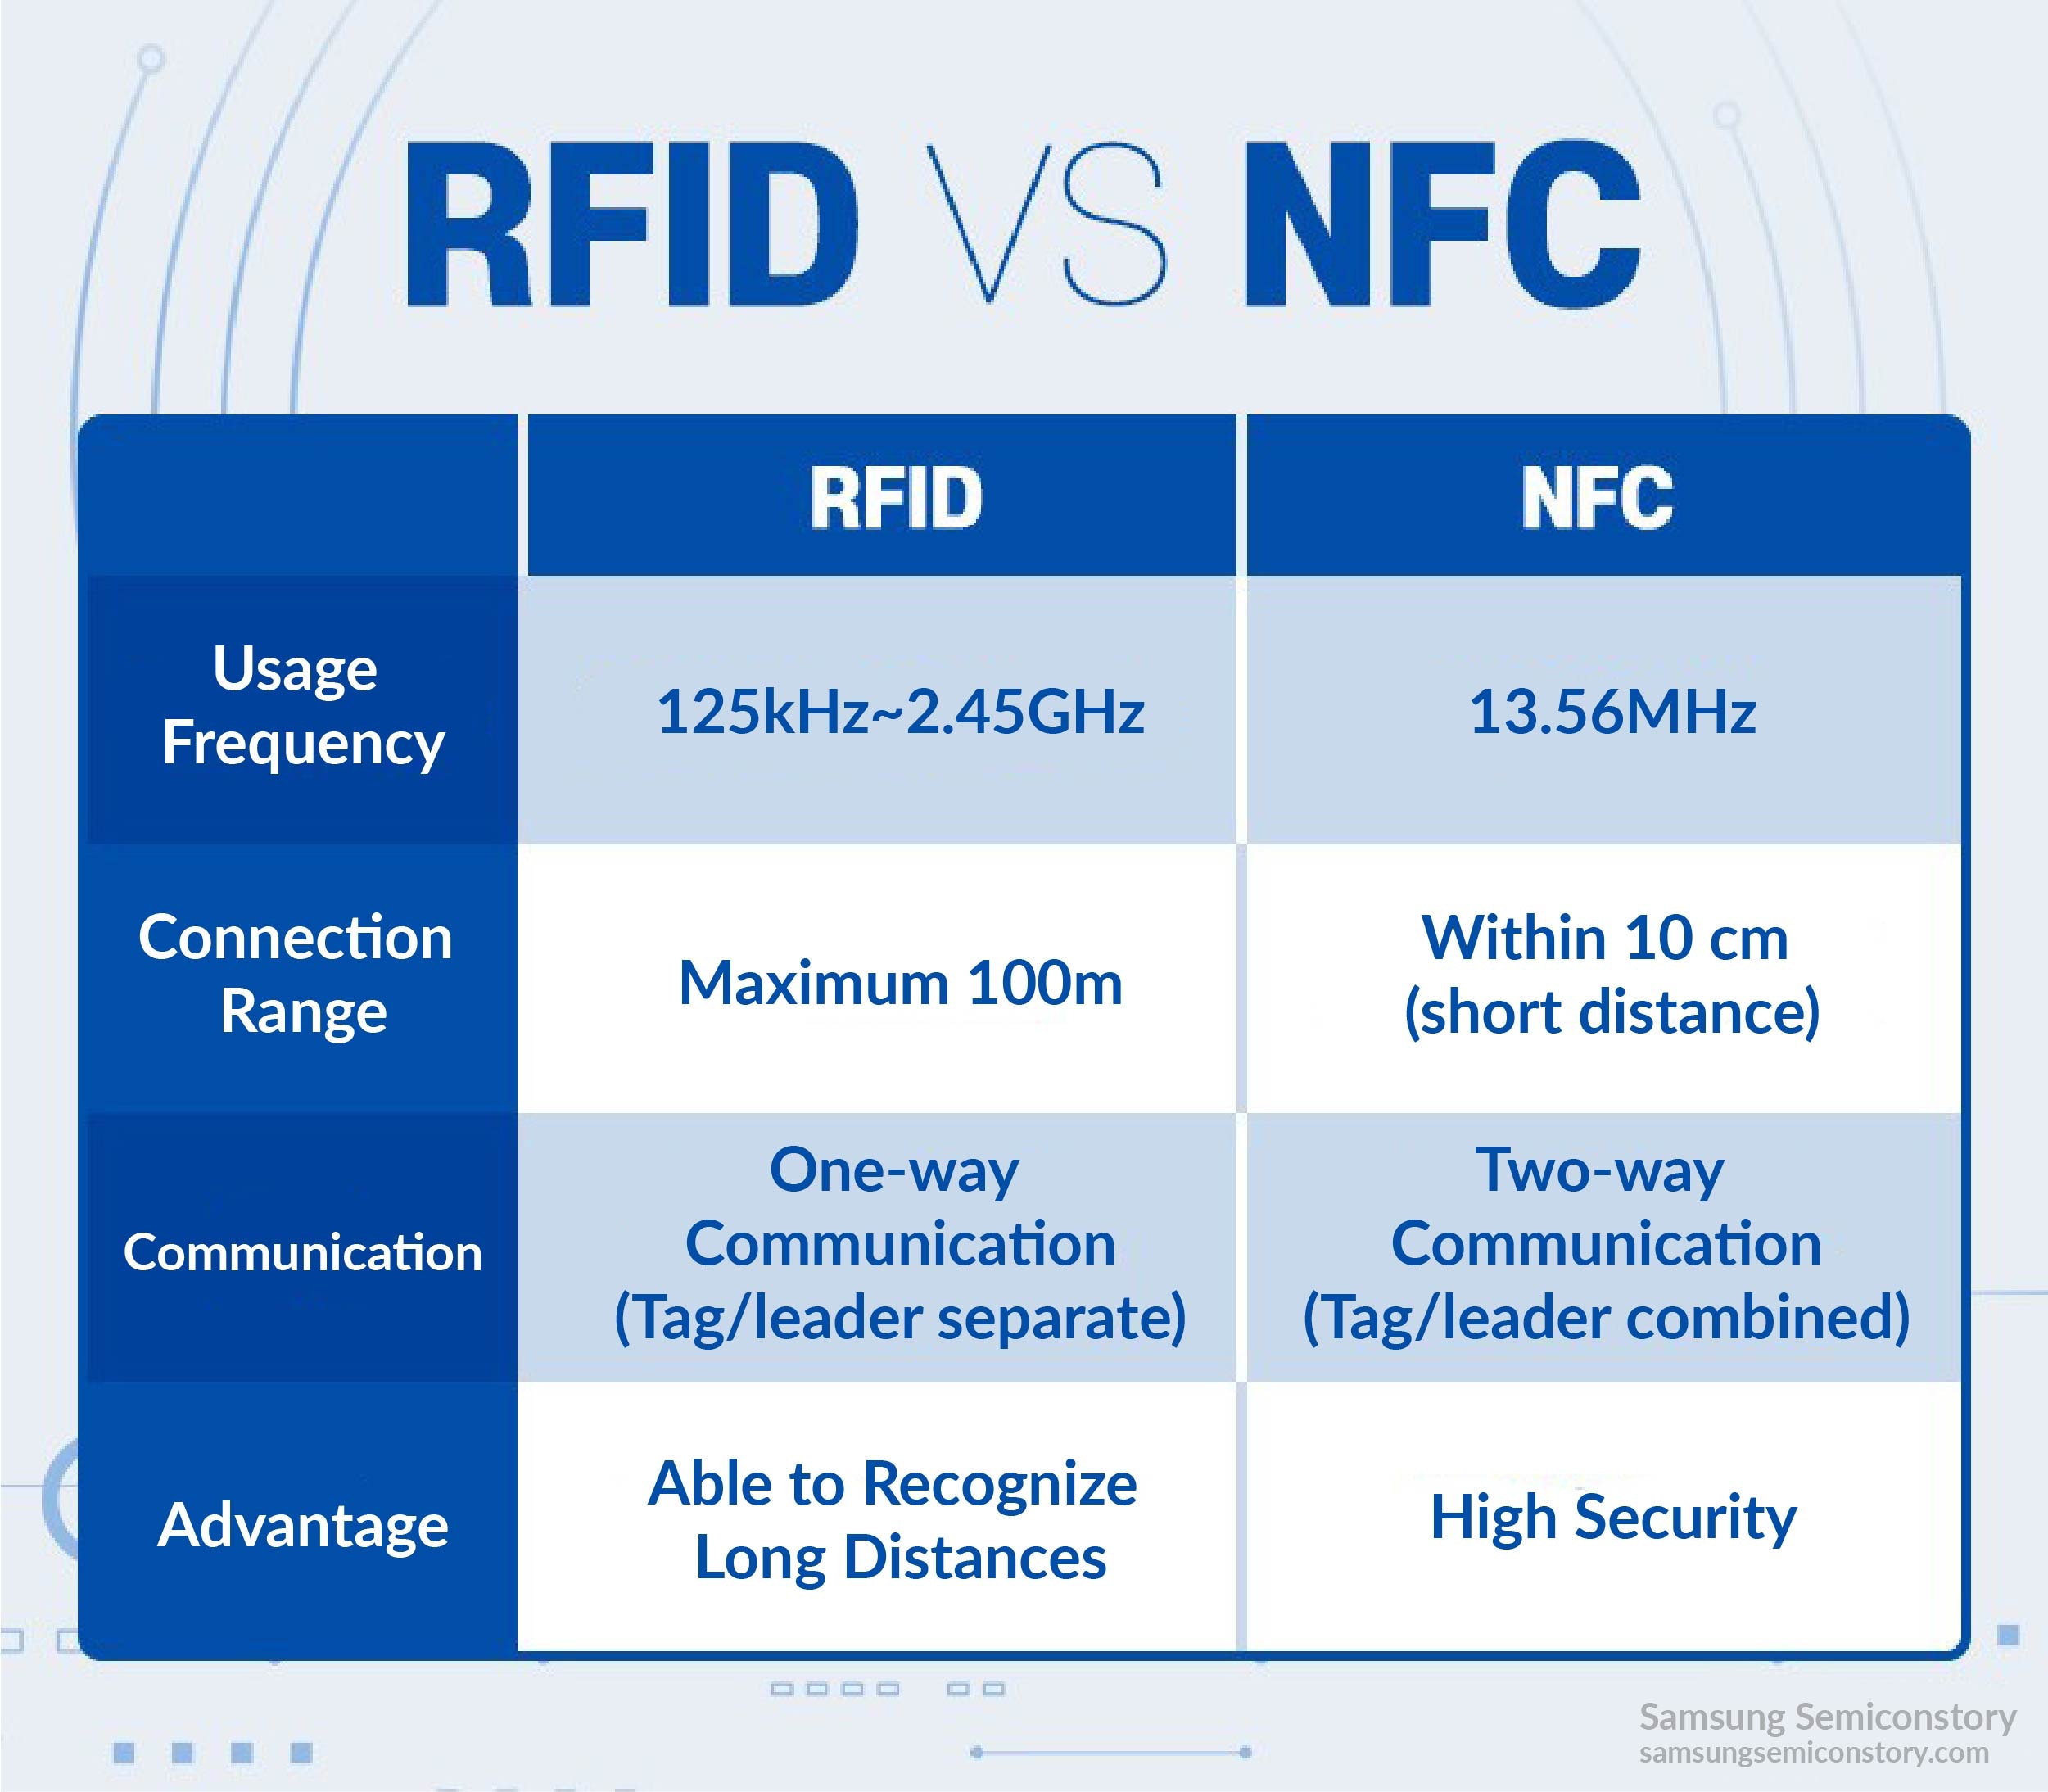 RFID VS NFC
RFID
NFC
Usage
Frequency
125kHz~2.45GHz
13.56MHz
Connection
Range
Maximum 100m
Within 10 cm
(short distance)
Communication
One-way
Communication
(Tag/leader separate)
Two-way
Communication
(Tag/leader combined)
Advantage
Able to Recognize
Long Distances
High Security
Samsung Semiconstory
samsungsemiconstory.com